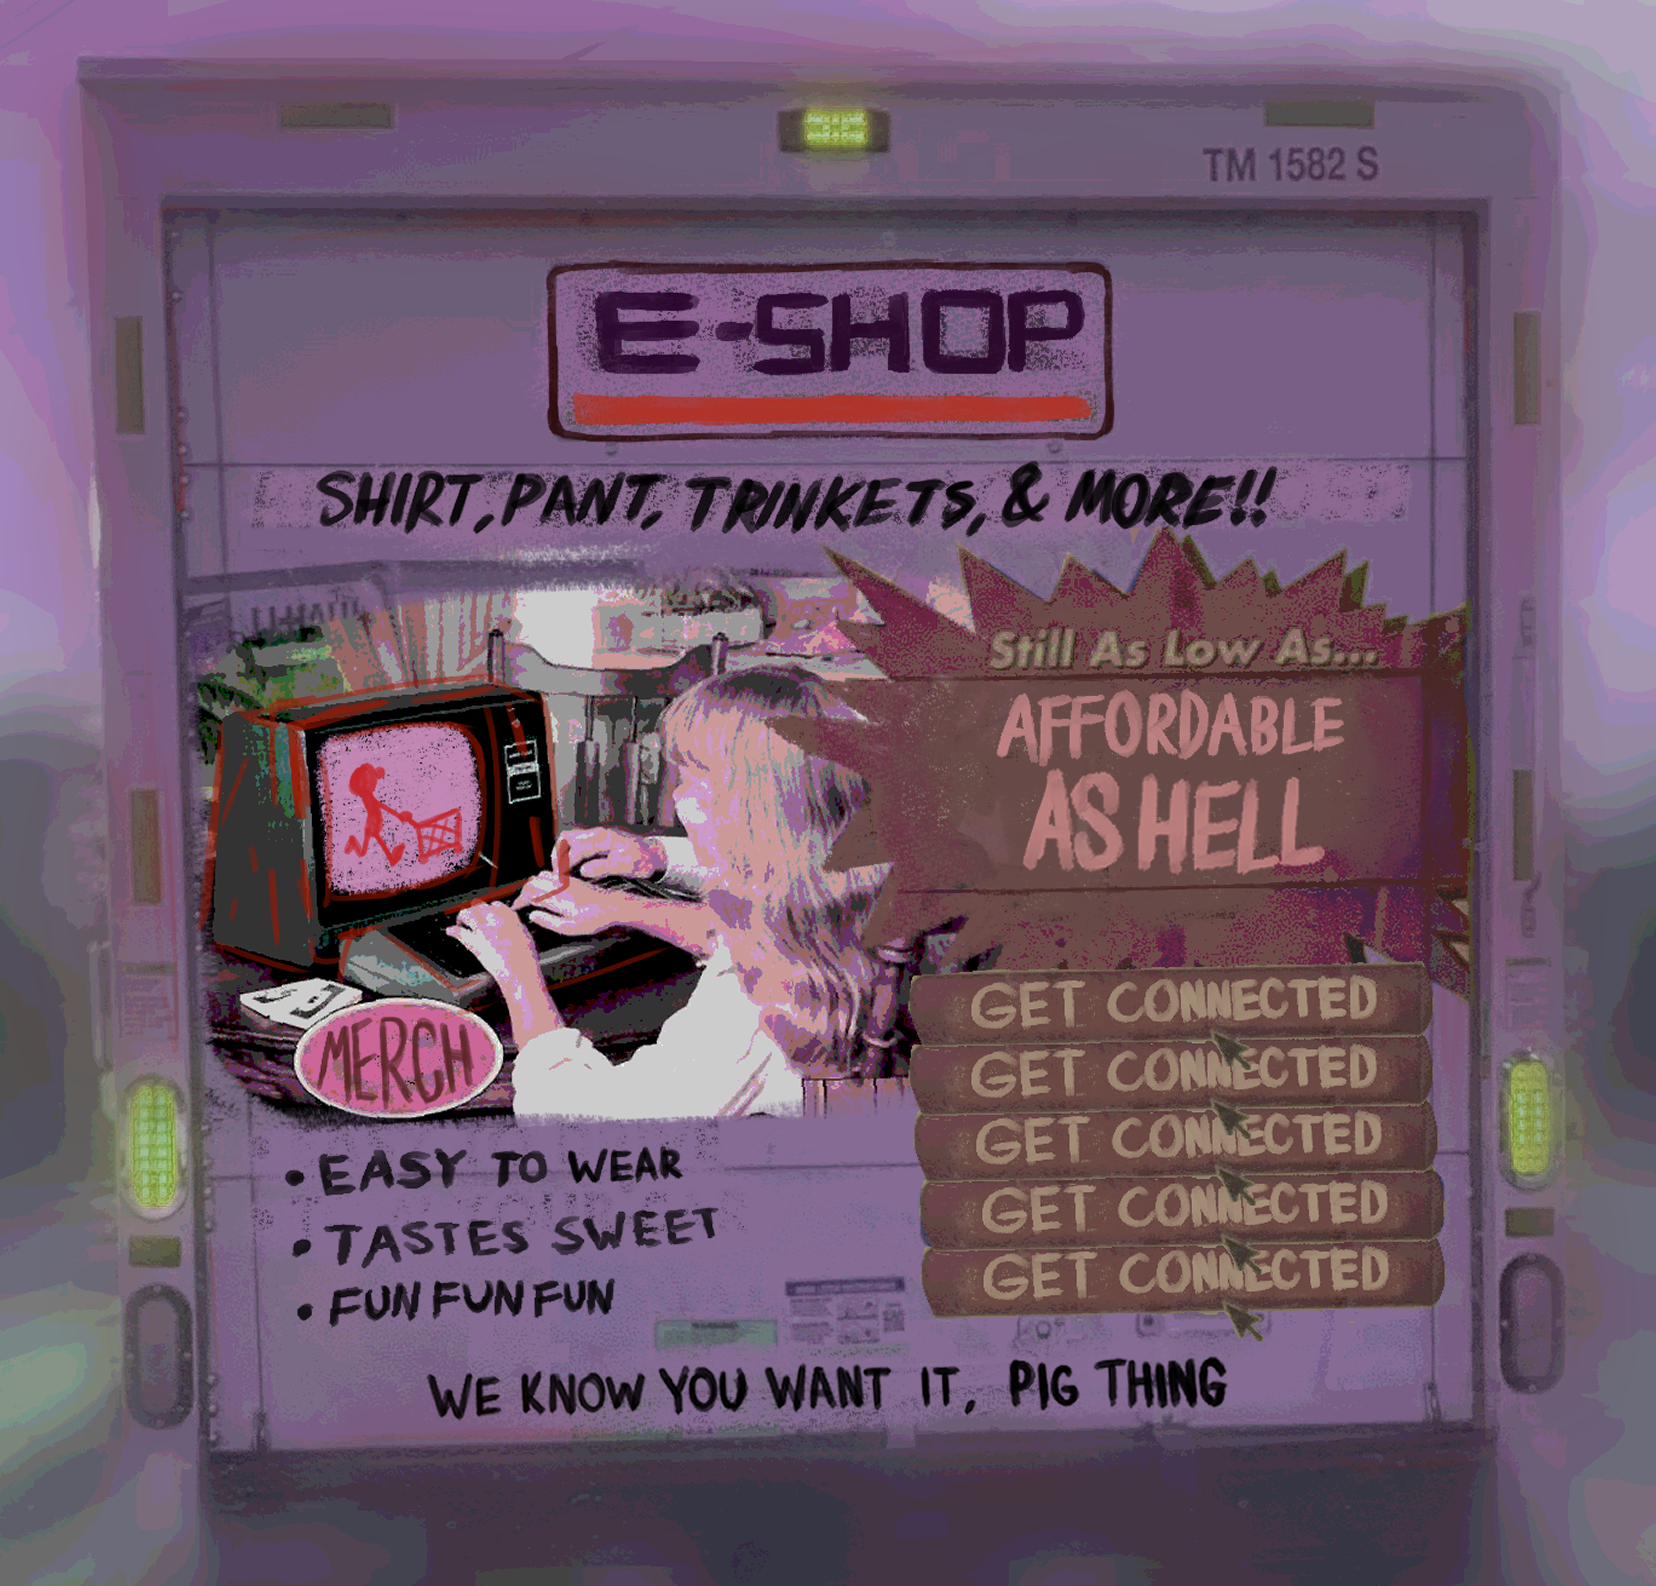 TM 1582 S
E-SHOP
SHIRT, PANT, TRINKETS, & MORE!!
U-HAUL
Still As Low As...
AFFORDABLE
AS HELL
MERCH
GET CONNECTED
GET CONNECTED
GET CONNECTED
GET CONNECTED
GET CONNECTED
• EASY TO WEAR
• TASTES SWEET
• FUN FUN FUN
WE KNOW YOU WANT IT, PIG THING